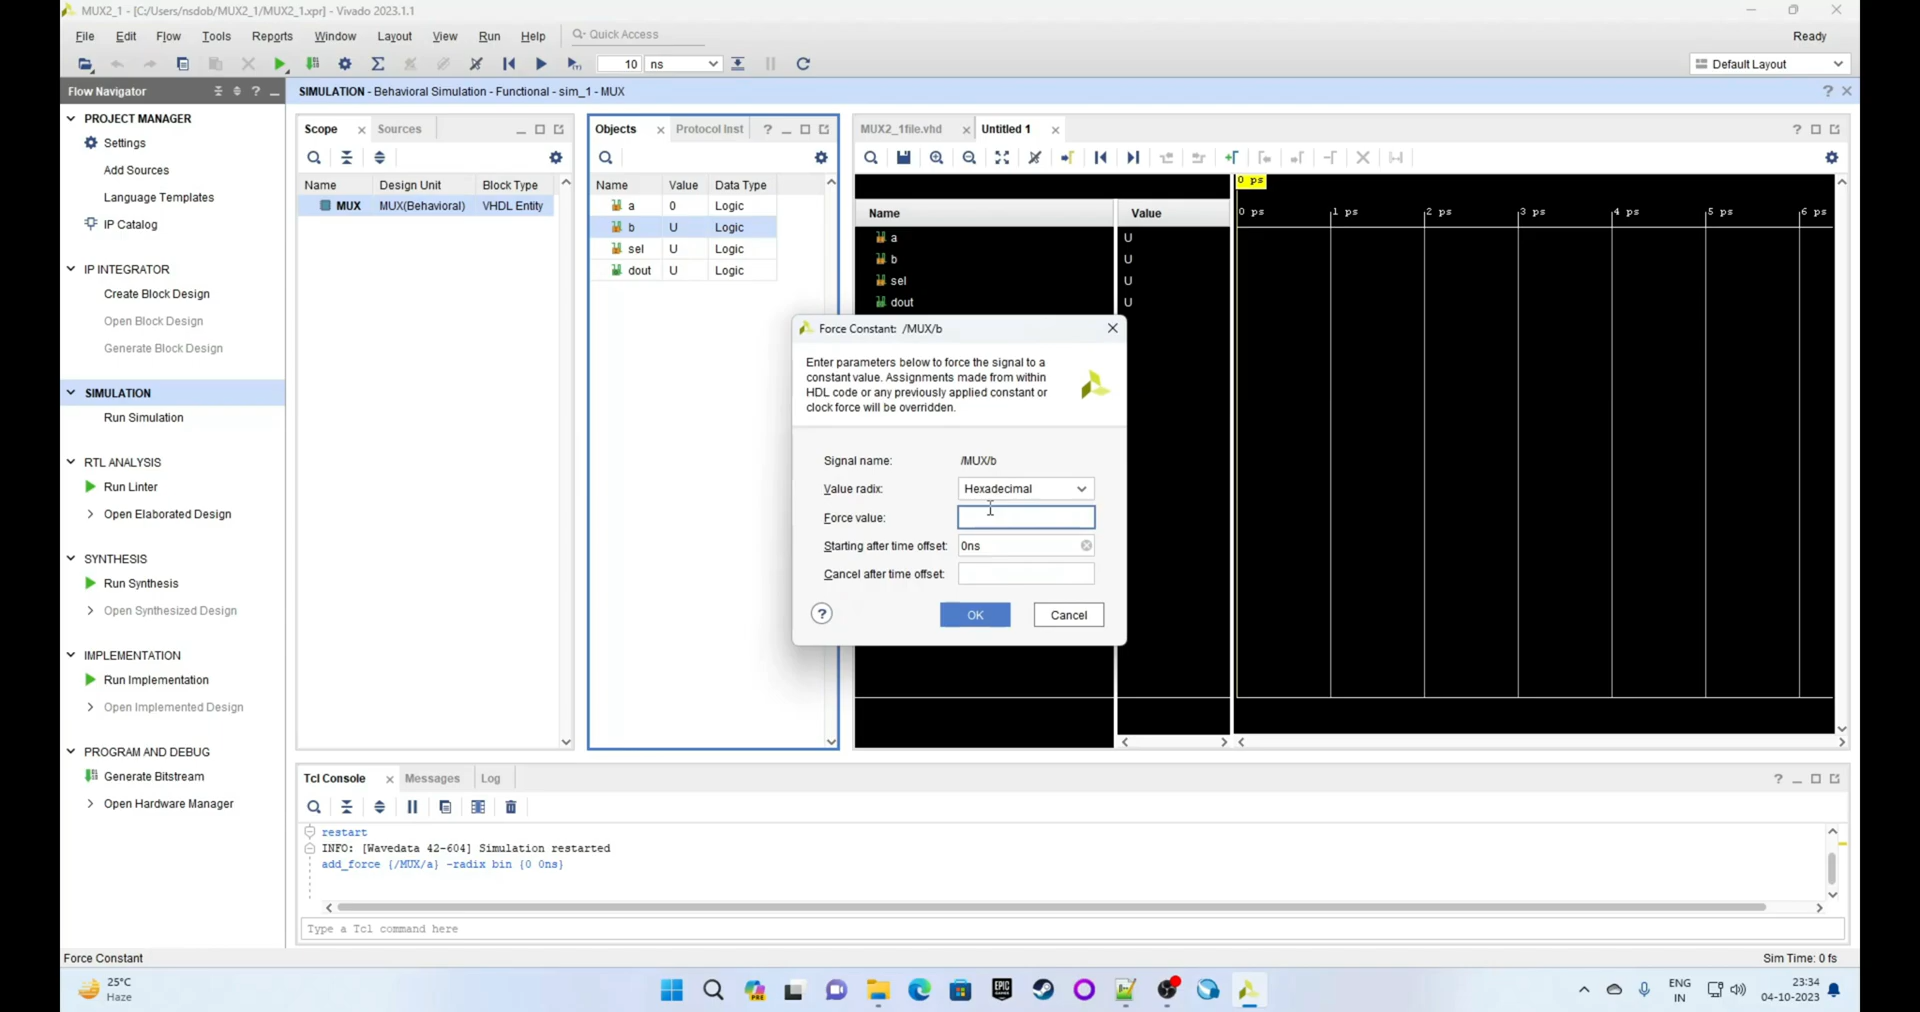 MUX2_1 - [C:/Users/nsdob/MUX2_1/MUX2_1.xpr] - Vivado 2023.1.1
File Edit Flow Tools Reports Window Layout View Run Help Quick Access
Ready
10 ns
Default Layout
Flow Navigator
SIMULATION - Behavioral Simulation - Functional - sim_1 - MUX
PROJECT MANAGER
Settings
Add Sources
Language Templates
IP Catalog
IP INTEGRATOR
Create Block Design
Open Block Design
Generate Block Design
SIMULATION
Run Simulation
RTL ANALYSIS
Run Linter
Open Elaborated Design
SYNTHESIS
Run Synthesis
Open Synthesized Design
IMPLEMENTATION
Run Implementation
Open Implemented Design
PROGRAM AND DEBUG
Generate Bitstream
Open Hardware Manager
Scope Sources
Name Design Unit Block Type
MUX MUX(Behavioral) VHDL Entity
Objects Protocol Inst
Name Value Data Type
a 0 Logic
b U Logic
sel U Logic
dout U Logic
MUX2_1file.vhd Untitled 1
0 ps
Name Value
0 ps 1 ps 2 ps 3 ps 4 ps 5 ps 6 ps
a U
b U
sel U
dout U
Force Constant: /MUX/b
Enter parameters below to force the signal to a
constant value. Assignments made from within
HDL code or any previously applied constant or
clock force will be overridden.
Signal name: /MUX/b
Value radix: Hexadecimal
Force value:
Starting after time offset: 0ns
Cancel after time offset:
OK Cancel
Tcl Console Messages Log
restart
INFO: [Wavedata 42-604] Simulation restarted
add_force {/MUX/a} -radix bin {0 0ns}
Type a Tcl command here
Force Constant
Sim Time: 0 fs
25°C
Haze
PRE
EPIC
GAMES
ENG
IN
23:34
04-10-2023